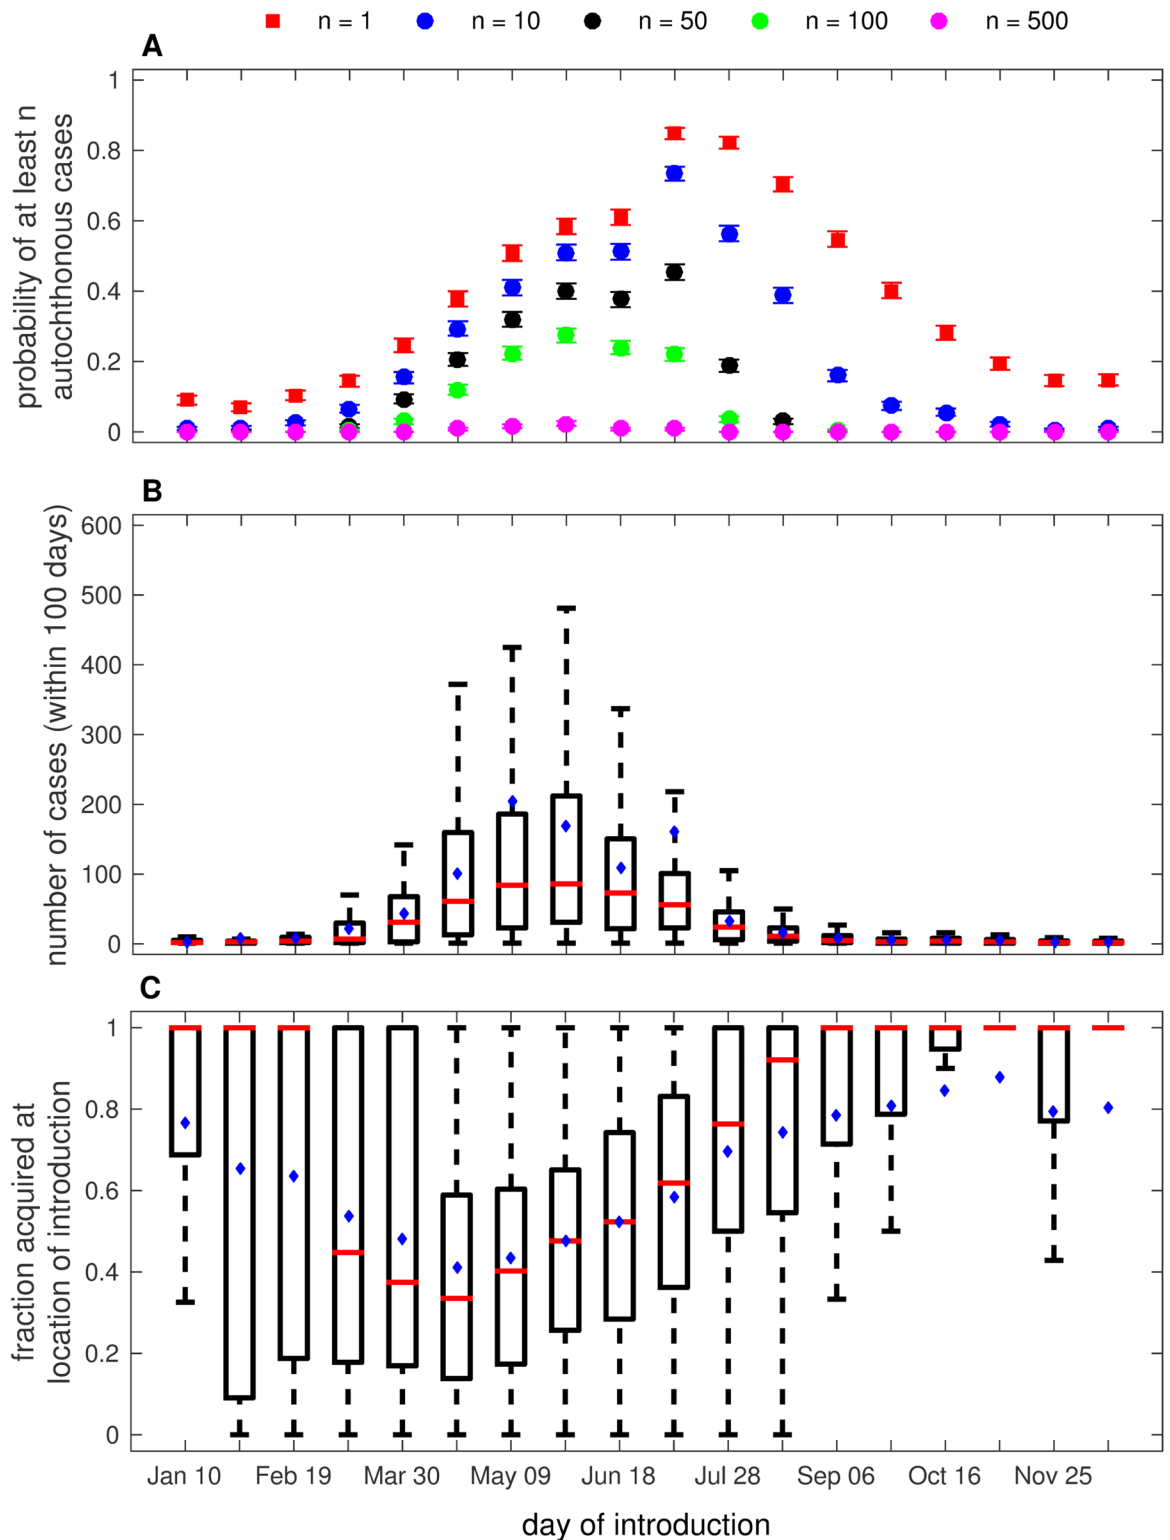 n = 1 n = 10 n = 50 n = 100 n = 500
A
probability of at least n
autochthonous cases
1
0.8
0.6
0.4
0.2
0
B
number of cases (within 100 days)
600
500
400
300
200
100
0
C
fraction acquired at
location of introduction
1
0.8
0.6
0.4
0.2
0
Jan 10 Feb 19 Mar 30 May 09 Jun 18 Jul 28 Sep 06 Oct 16 Nov 25
day of introduction